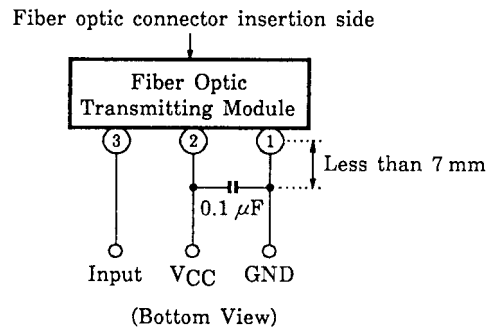 Fiber optic connector insertion side
Fiber Optic
Transmitting Module
3 2 1
Less than 7 mm
0.1 μF
Input VCC GND
(Bottom View)